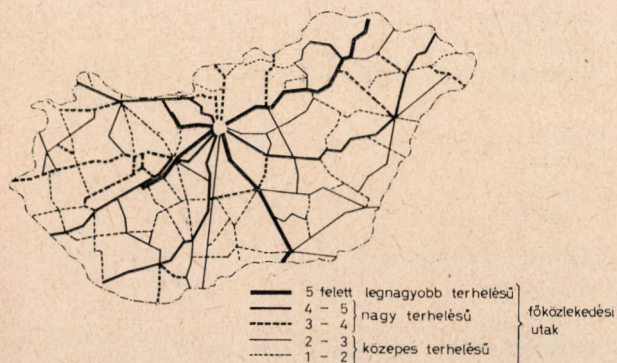 5 felett legnagyobb terhelésű
4 - 5
nagy terhelésű
3 - 4
főközlekedési
utak
2 - 3
közepes terhelésű
1 - 2